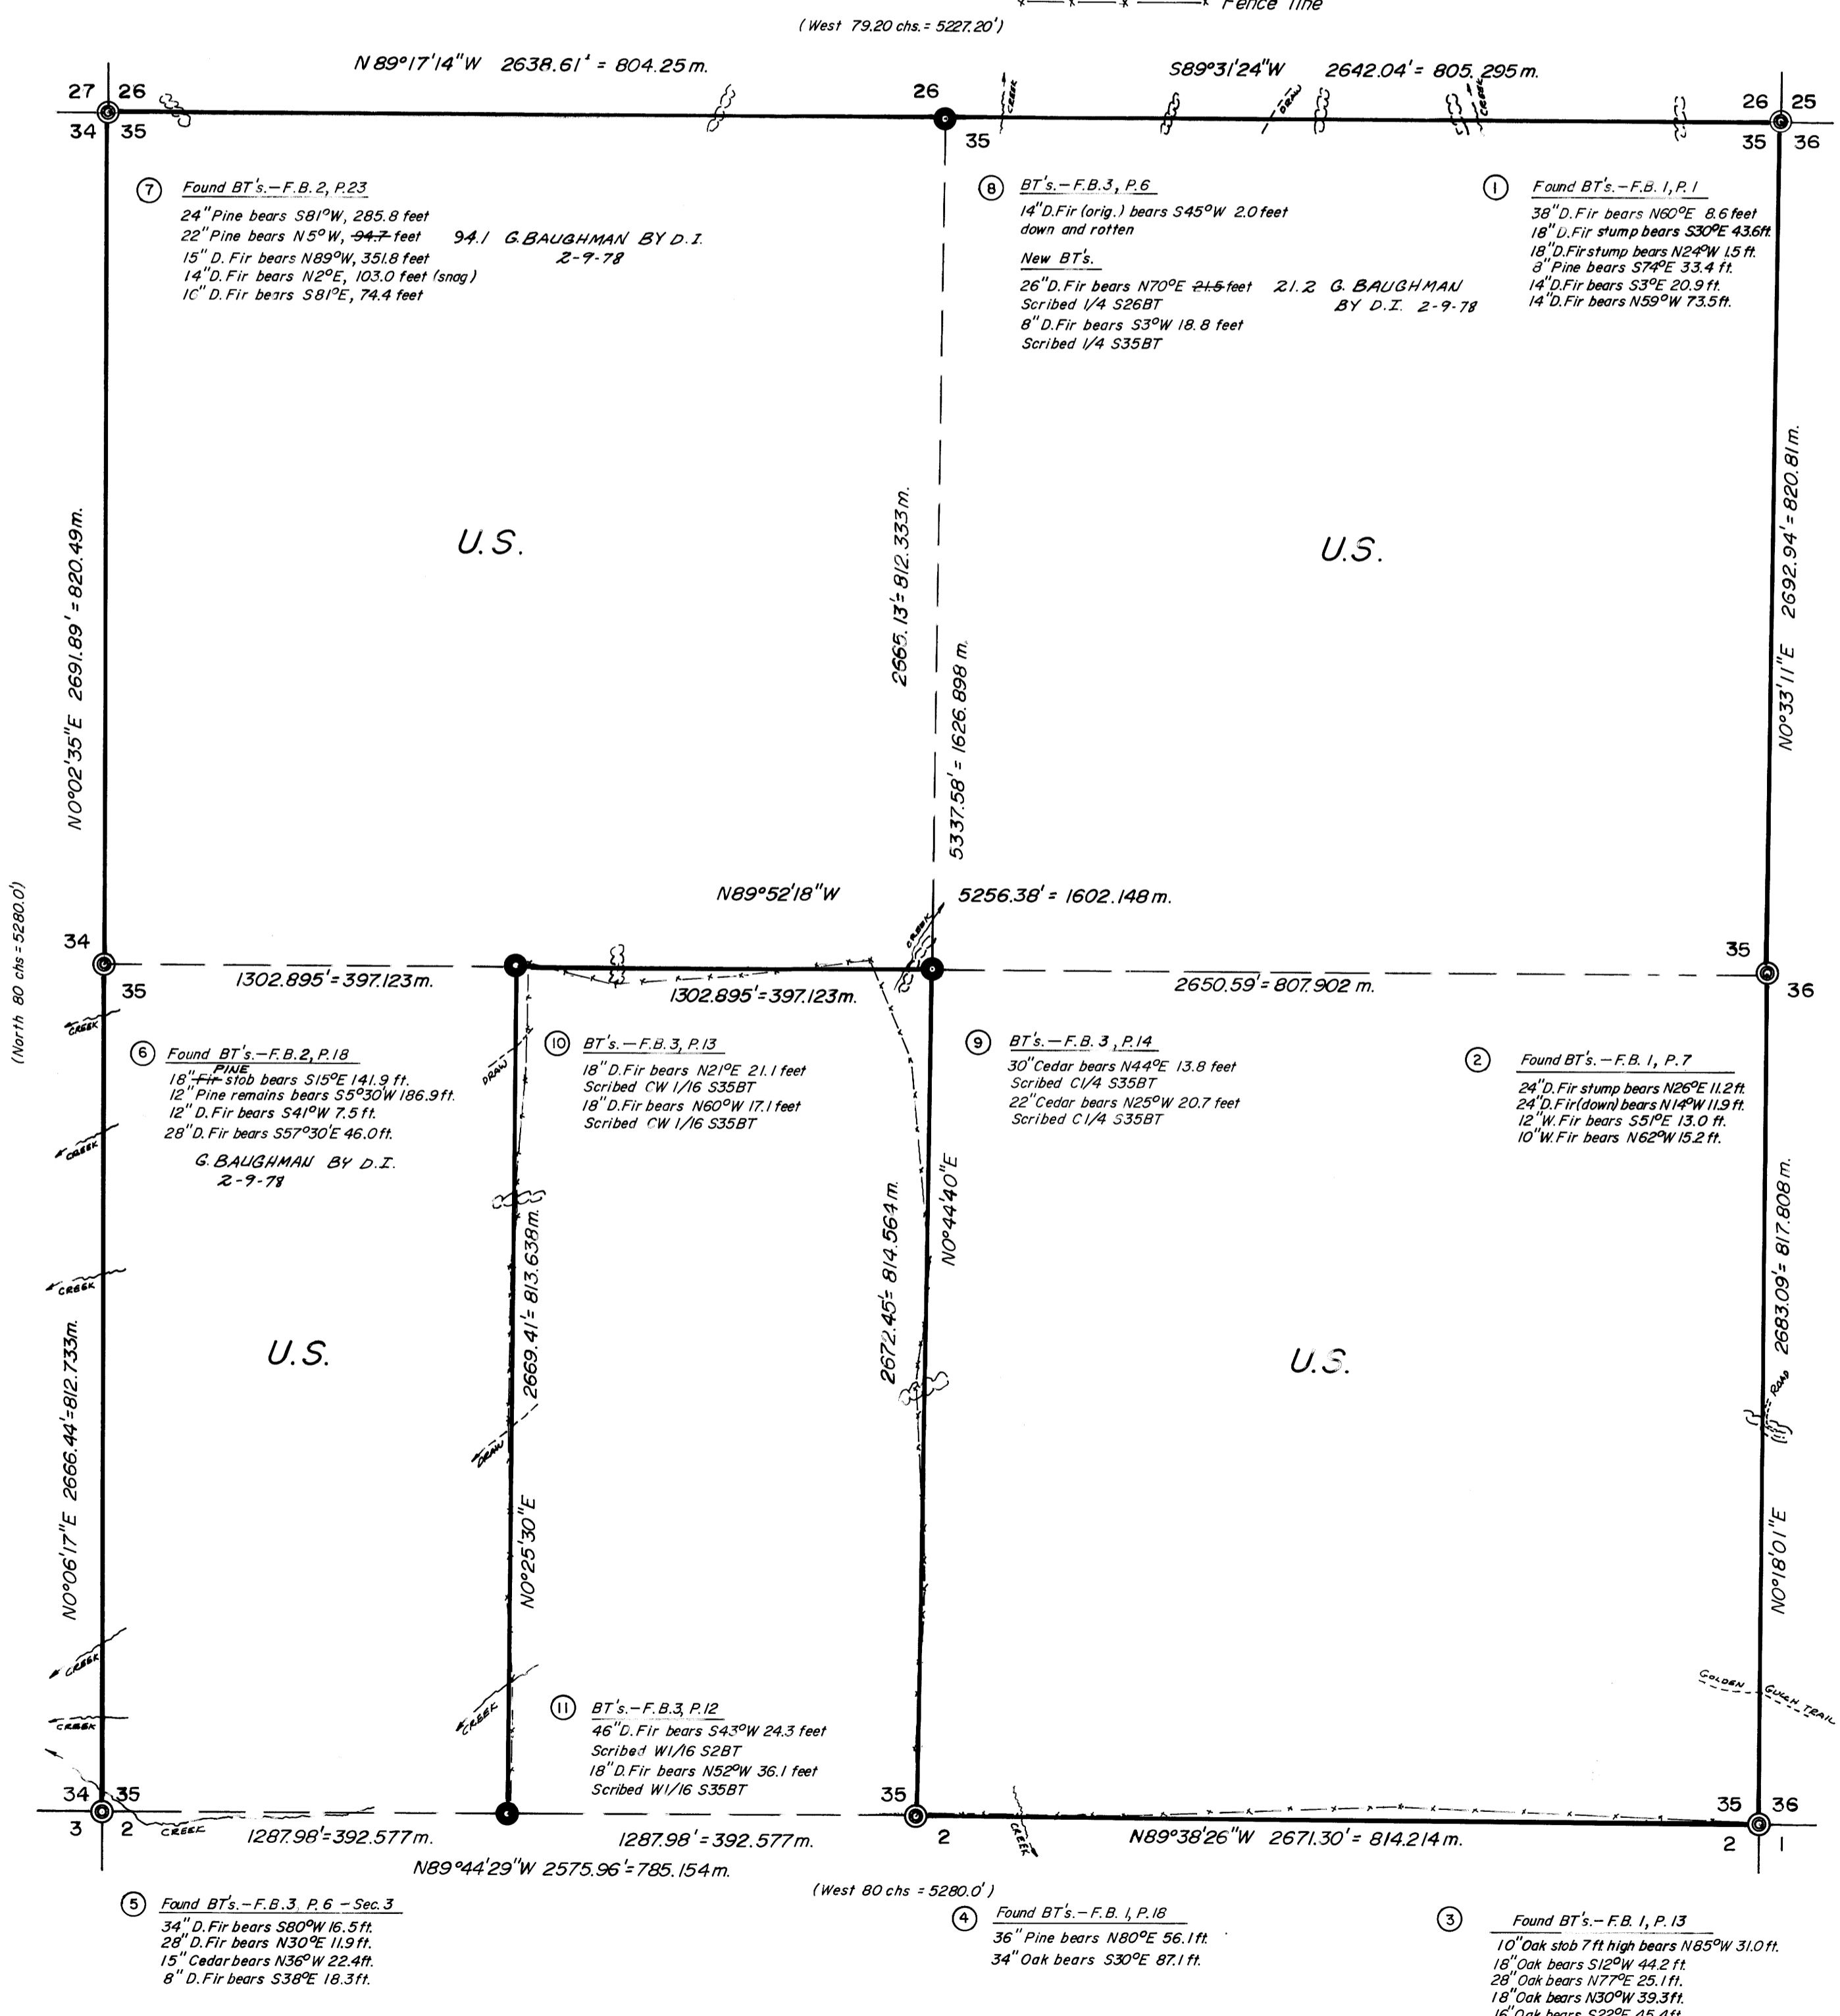 Fence line
(West 79.20 chs. = 5227.20')
N 89°17'14"W 2638.61' = 804.25 m.
S89°31'24"W 2642.04' = 805.295 m.
27 26
34 35
26
35
26 25
35 36
CREEK
DRAW
CREEK
7 Found BT's.—F.B. 2, P.23
24" Pine bears S81°W, 285.8 feet
22" Pine bears N5°W, 94.7 feet 94.1 G. BAUGHMAN BY D.I.
2-9-78
15" D. Fir bears N89°W, 351.8 feet
14" D. Fir bears N2°E, 103.0 feet (snag)
16" D. Fir bears S81°E, 74.4 feet
8 BT's.—F.B.3, P.6
14" D.Fir (orig.) bears S45°W 2.0 feet
down and rotten
New BT's.
26" D.Fir bears N70°E 21.5 feet 21.2 G. BAUGHMAN
BY D.I. 2-9-78
Scribed 1/4 S26BT
8" D.Fir bears S3°W 18.8 feet
Scribed 1/4 S35BT
1 Found BT's.—F.B. 1, P. 1
38" D.Fir bears N60°E 8.6 feet
18" D.Fir stump bears S30°E 43.6ft.
18" D.Fir stump bears N24°W 1.5 ft.
8" Pine bears S74°E 33.4 ft.
14" D.Fir bears S3°E 20.9 ft.
14" D.Fir bears N59°W 73.5 ft.
N0°02'35"E 2691.89' = 820.49m.
U.S.
2665.13' = 812.333 m.
5337.58' = 1626.898 m.
U.S.
N0°33'11"E 2692.94' = 820.81m.
(North 80 chs = 5280.0')
N89°52'18"W 5256.38' = 1602.148 m.
CREEK
34
35
35
36
1302.895' = 397.123 m.
1302.895' = 397.123m.
2650.59' = 807.902 m.
CREEK
6 Found BT's.—F.B.2, P.18
PINE
18" Fir stob bears S15°E 141.9 ft.
12" Pine remains bears S5°30'W 186.9 ft.
12" D. Fir bears S41°W 7.5 ft.
28" D.Fir bears S57°30'E 46.0 ft.
G. BAUGHMAN BY D.I.
2-9-78
DRAW
10 BT's.—F.B. 3, P.13
18" D.Fir bears N21°E 21.1 feet
Scribed CW 1/16 S35BT
18" D.Fir bears N60°W 17.1 feet
Scribed CW 1/16 S35BT
9 BT's.—F.B. 3, P.14
30" Cedar bears N44°E 13.8 feet
Scribed C1/4 S35BT
22" Cedar bears N25°W 20.7 feet
Scribed C1/4 S35BT
2 Found BT's.—F.B. 1, P. 7
24" D.Fir stump bears N26°E 11.2 ft.
24" D.Fir(down) bears N14°W 11.9 ft.
12" W.Fir bears S51°E 13.0 ft.
10" W.Fir bears N62°W 15.2 ft.
CREEK
CREEK
N0°06'17"E 2666.44' = 812.733m.
U.S.
2669.41' = 813.638m.
N0°25'30"E
DRAW
2672.45' = 814.564 m.
N0°44'40"E
U.S.
N0°18'01"E 2683.09' = 817.808 m.
ROAD
CREEK
CREEK
CREEK
GOLDEN GULCH TRAIL
11 BT's.—F.B.3, P.12
46" D.Fir bears S43°W 24.3 feet
Scribed W1/16 S2BT
18" D.Fir bears N52°W 36.1 feet
Scribed W1/16 S35BT
34 35
3 2
CREEK
35
2
CREEK
35 36
2 1
1287.98' = 392.577m.
1287.98' = 392.577m.
N89°38'26"W 2671.30' = 814.214 m.
N89°44'29"W 2575.96' = 785.154 m.
(West 80 chs = 5280.0')
5 Found BT's.—F.B.3, P. 6 – Sec. 3
34" D.Fir bears S80°W 16.5 ft.
28" D.Fir bears N30°E 11.9 ft.
15" Cedar bears N36°W 22.4ft.
8" D.Fir bears S38°E 18.3 ft.
4 Found BT's.—F.B. 1, P.18
36" Pine bears N80°E 56.1 ft.
34" Oak bears S30°E 87.1 ft.
3 Found BT's.—F.B. 1, P. 13
10" Oak stob 7ft high bears N85°W 31.0 ft.
18" Oak bears S12°W 44.2 ft.
28" Oak bears N77°E 25.1 ft.
18" Oak bears N30°W 39.3ft.
16" Oak bears S22°E 45.4 ft.